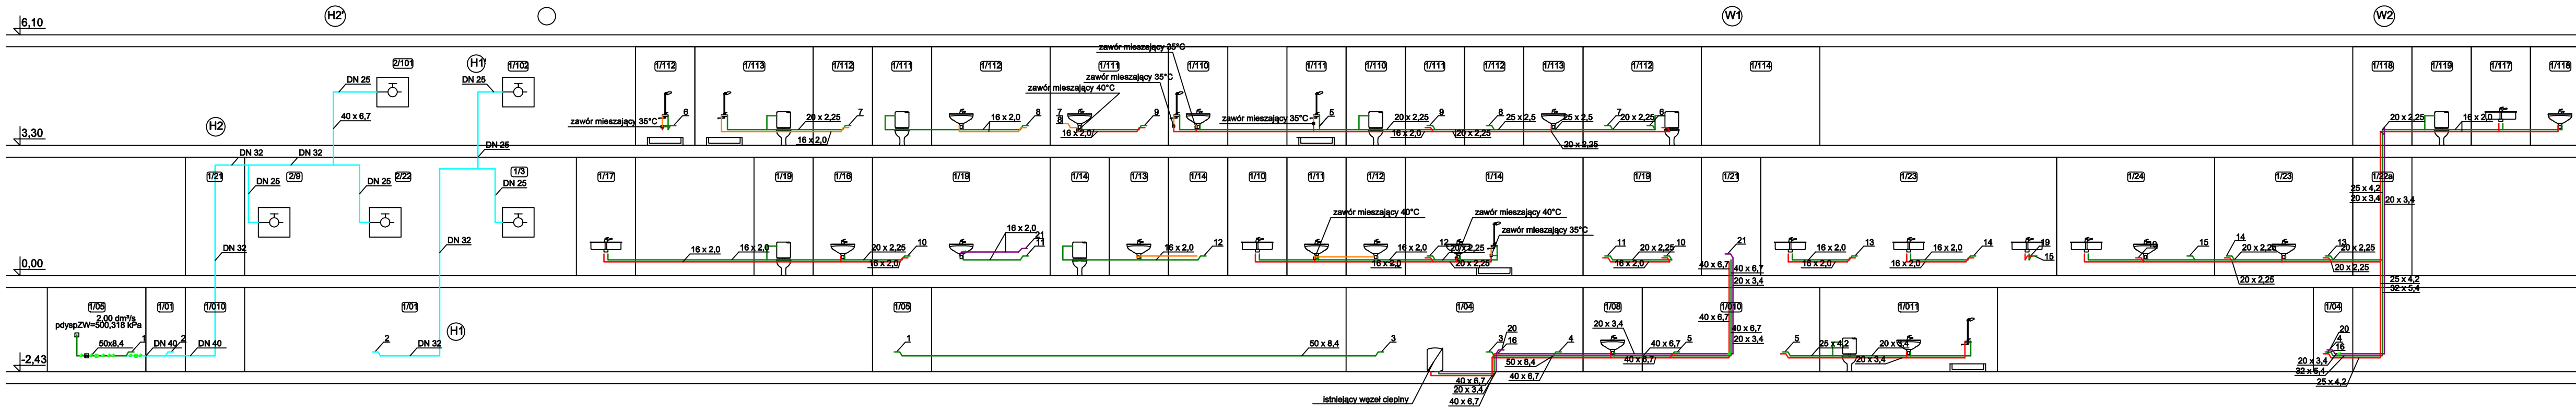 6,10
H2'
W1
W2
2/101
H1'
1/102
1/112
1/113
1/112
1/111
1/112
zawór mieszający 35°C
1/111
1/110
1/111
1/110
1/111
1/112
1/113
1/112
1/114
1/118
1/119
1/117
1/118
DN 25
DN 25
zawór mieszający 35°C
zawór mieszający 40°C
H2
40 x 6,7
zawór mieszający 35°C
6
20 x 2,25
7
16 x 2,0
8
7
9
zawór mieszający 35°C
5
20 x 2,25
9
8
25 x 2,5
25 x 2,5
7
20 x 2,25
6
20 x 2,25
16 x 2,0
3,30
16 x 2,0
16 x 2,0
16 x 2,0
20 x 2,25
20 x 2,25
DN 32
DN 32
DN 25
1/21
2/9
2/22
1/3
1/17
1/19
1/16
1/19
1/14
1/13
1/14
1/10
1/11
1/12
1/14
1/19
1/21
1/23
1/24
1/23
1/22a
DN 25
DN 25
DN 25
25 x 4,2
20 x 3,4
20 x 3,4
zawór mieszający 40°C
zawór mieszający 40°C
zawór mieszający 35°C
DN 32
DN 32
16 x 2,0
16 x 2,0
20 x 2,25
10
16 x 2,0
21
11
16 x 2,0
12
16 x 2,0
12
20 x 2,25
11
20 x 2,25
10
21
16 x 2,0
13
16 x 2,0
14
19
15
19
15
14
20 x 2,25
13
20 x 2,25
0,00
16 x 2,0
16 x 2,0
20 x 2,25
16 x 2,0
40 x 6,7
40 x 6,7
20 x 3,4
16 x 2,0
16 x 2,0
20 x 2,25
20 x 2,25
25 x 4,2
32 x 5,4
1/05
1/01
1/010
1/01
1/05
1/04
1/08
1/010
1/011
1/04
2,00 dm³/s
pdyspZW=500,318 kPa
H1
40 x 6,7
40 x 6,7
20 x 3,4
50x8,4
1
DN 40
2
DN 40
2
DN 32
1
50 x 8,4
3
3
20
16
4
20 x 3,4
40 x 6,7
5
5
25 x 4,2
20 x 3,4
20
4
16
-2,43
50 x 8,4
40 x 6,7
20 x 3,4
20 x 3,4
32 x 5,4
25 x 4,2
40 x 6,7
20 x 3,4
40 x 6,7
40 x 6,7
istniejący węzeł cieplny